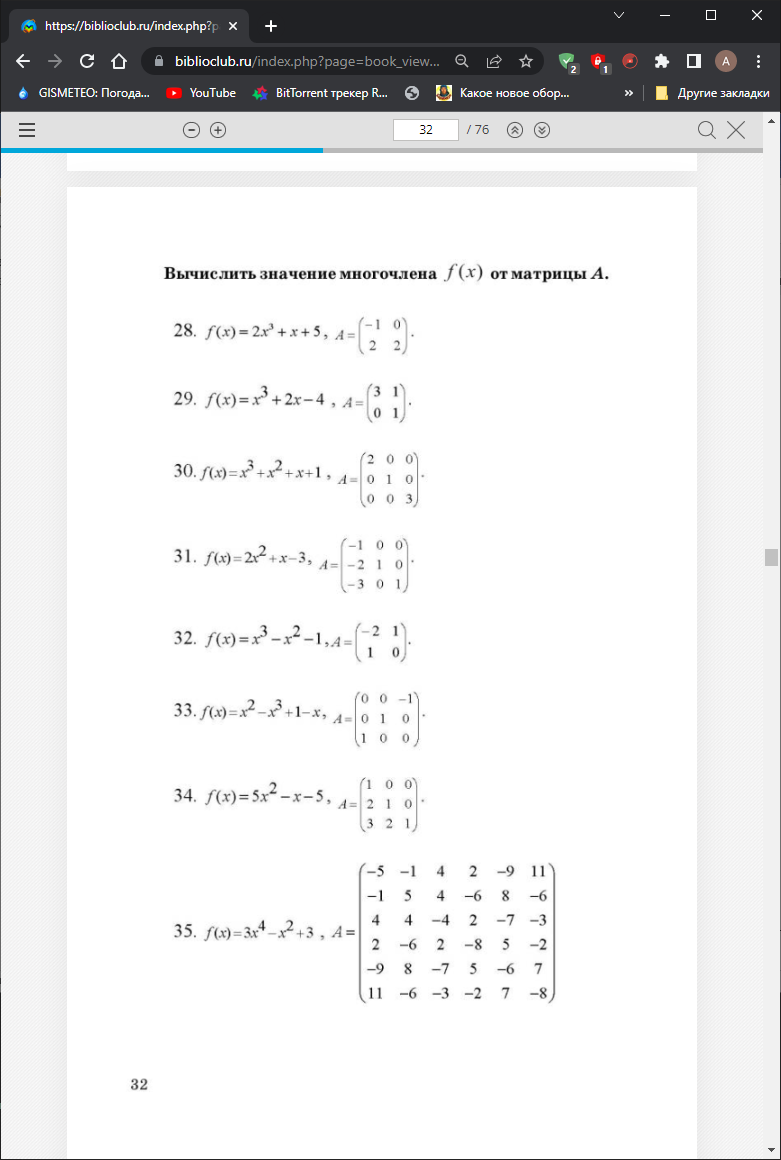 https://biblioclub.ru/index.php?p
biblioclub.ru/index.php?page=book_view...
2
1
A
GISMETEO: Погода...
YouTube
BitTorrent трекер R...
Какое новое обор...
»
Другие закладки
32 / 76
Вычислить значение многочлена f(x) от матрицы A.
28. f(x)=2x³+x+5, A=(-1 0
2 2).
29. f(x)=x³+2x-4, A=(3 1
0 1).
30. f(x)=x³+x²+x+1, A=(2 0 0
0 1 0
0 0 3).
31. f(x)=2x²+x-3, A=(-1 0 0
-2 1 0
-3 0 1).
32. f(x)=x³-x²-1, A=(-2 1
1 0).
33. f(x)=x²-x³+1-x, A=(0 0 -1
0 1 0
1 0 0).
34. f(x)=5x²-x-5, A=(1 0 0
2 1 0
3 2 1).
35. f(x)=3x⁴-x²+3, A=(-5 -1 4 2 -9 11
-1 5 4 -6 8 -6
4 4 -4 2 -7 -3
2 -6 2 -8 5 -2
-9 8 -7 5 -6 7
11 -6 -3 -2 7 -8)
32